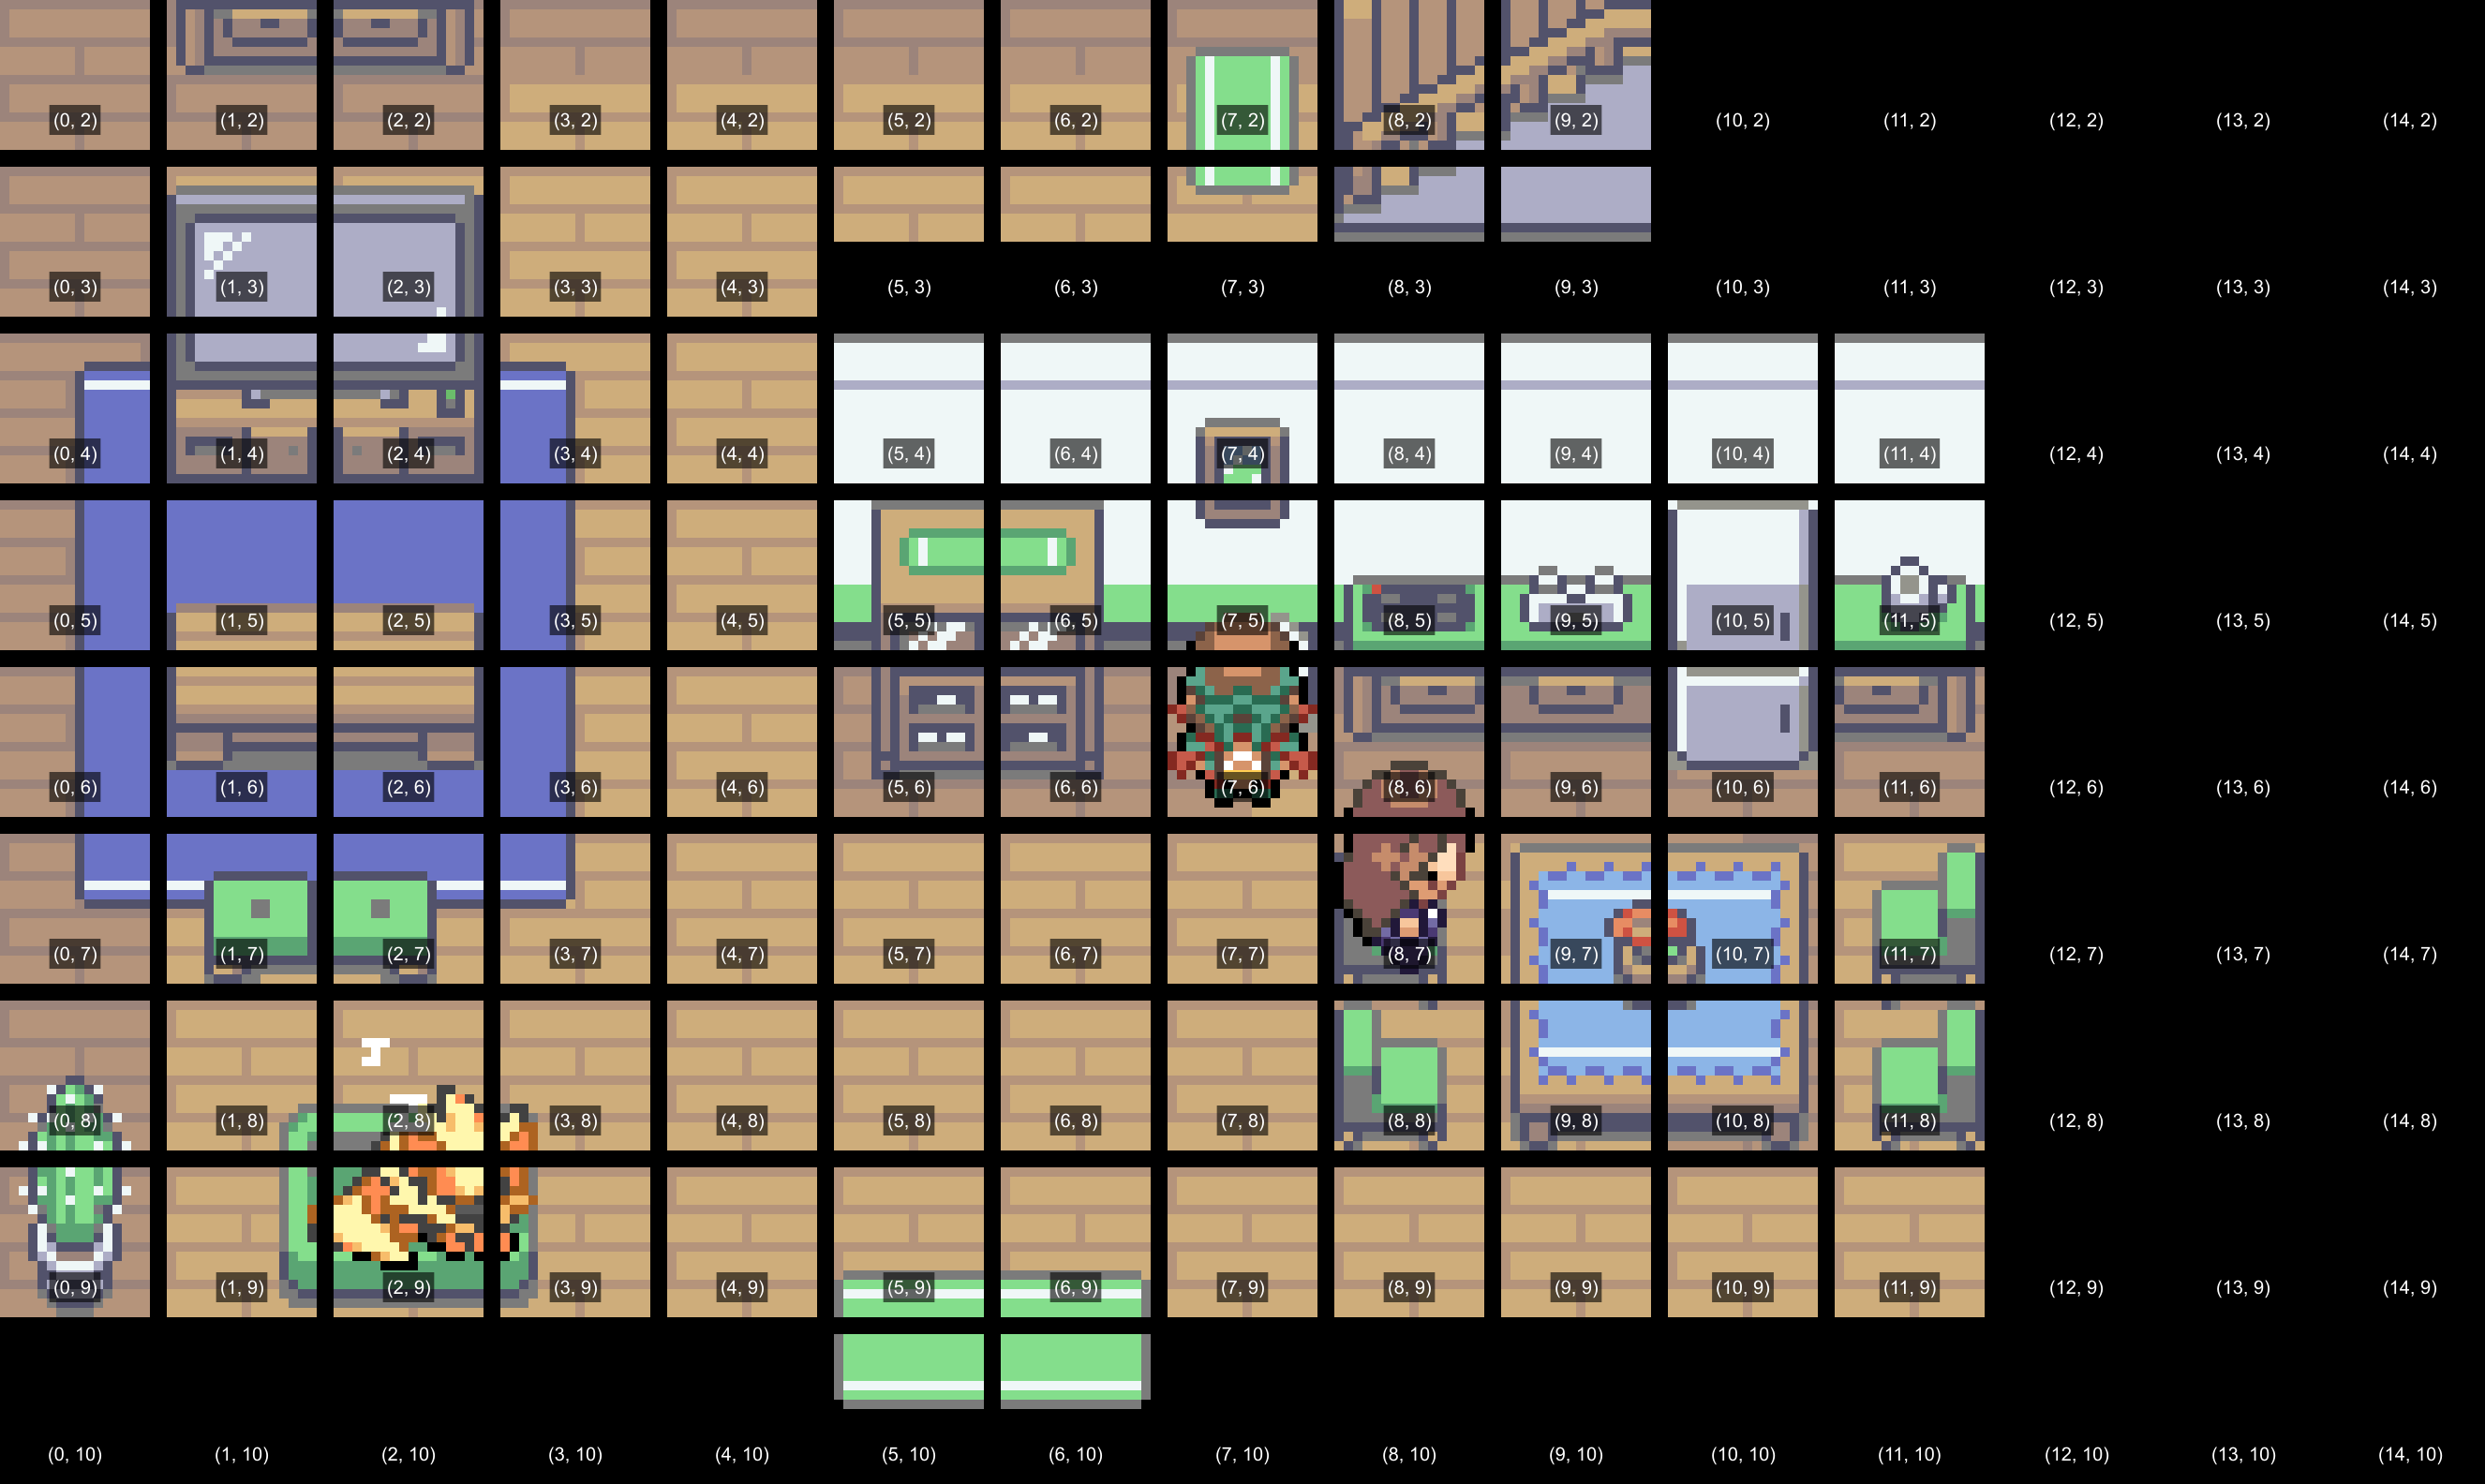 (0, 2) (1, 2) (2, 2) (3, 2) (4, 2) (5, 2) (6, 2) (7, 2) (8, 2) (9, 2) (10, 2) (11, 2) (12, 2) (13, 2) (14, 2)
(0, 3) (1, 3) (2, 3) (3, 3) (4, 3) (5, 3) (6, 3) (7, 3) (8, 3) (9, 3) (10, 3) (11, 3) (12, 3) (13, 3) (14, 3)
(0, 4) (1, 4) (2, 4) (3, 4) (4, 4) (5, 4) (6, 4) (7, 4) (8, 4) (9, 4) (10, 4) (11, 4) (12, 4) (13, 4) (14, 4)
(0, 5) (1, 5) (2, 5) (3, 5) (4, 5) (5, 5) (6, 5) (7, 5) (8, 5) (9, 5) (10, 5) (11, 5) (12, 5) (13, 5) (14, 5)
(0, 6) (1, 6) (2, 6) (3, 6) (4, 6) (5, 6) (6, 6) (7, 6) (8, 6) (9, 6) (10, 6) (11, 6) (12, 6) (13, 6) (14, 6)
(0, 7) (1, 7) (2, 7) (3, 7) (4, 7) (5, 7) (6, 7) (7, 7) (8, 7) (9, 7) (10, 7) (11, 7) (12, 7) (13, 7) (14, 7)
(0, 8) (1, 8) (2, 8) (3, 8) (4, 8) (5, 8) (6, 8) (7, 8) (8, 8) (9, 8) (10, 8) (11, 8) (12, 8) (13, 8) (14, 8)
(0, 9) (1, 9) (2, 9) (3, 9) (4, 9) (5, 9) (6, 9) (7, 9) (8, 9) (9, 9) (10, 9) (11, 9) (12, 9) (13, 9) (14, 9)
(0, 10) (1, 10) (2, 10) (3, 10) (4, 10) (5, 10) (6, 10) (7, 10) (8, 10) (9, 10) (10, 10) (11, 10) (12, 10) (13, 10) (14, 10)